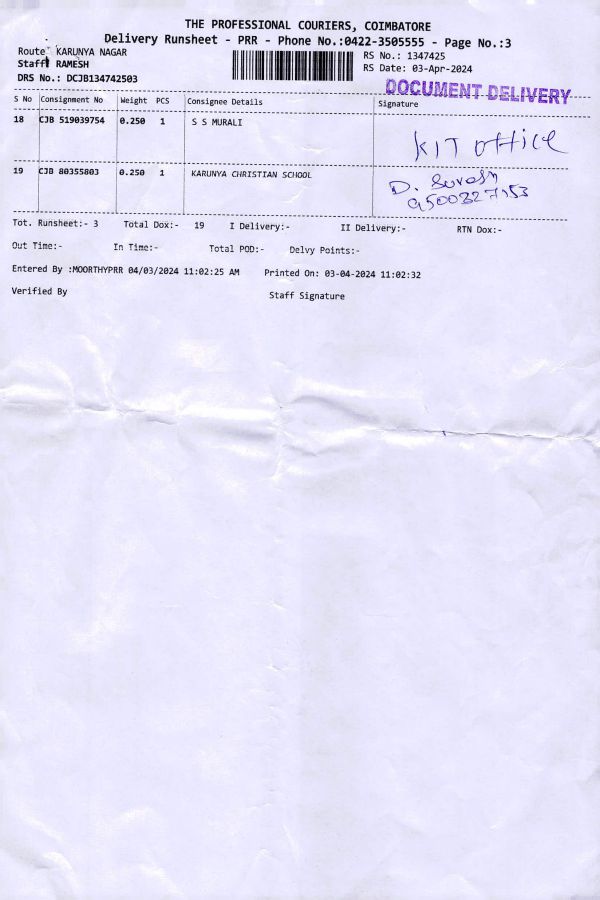 THE PROFESSIONAL COURIERS, COIMBATORE
Delivery Runsheet - PRR - Phone No.:0422-3505555 - Page No.:3
Route KARUNYA NAGAR
RS No.: 1347425
Staff RAMESH
RS Date: 03-Apr-2024
DRS No.: DCJB134742503
DOCUMENT DELIVERY
S No Consignment No Weight PCS Consignee Details Signature
18 CJB 519039754 0.250 1 S S MURALI
KIT office
19 CJB 80355803 0.250 1 KARUNYA CHRISTIAN SCHOOL
D. Suresh
Tot. Runsheet:- 3 Total Dox:- 19 I Delivery:- II Delivery:- RTN Dox:-
Out Time:- In Time:- Total POD:- Delvy Points:-
Entered By :MOORTHYPRR 04/03/2024 11:02:25 AM Printed On: 03-04-2024 11:02:32
Verified By Staff Signature